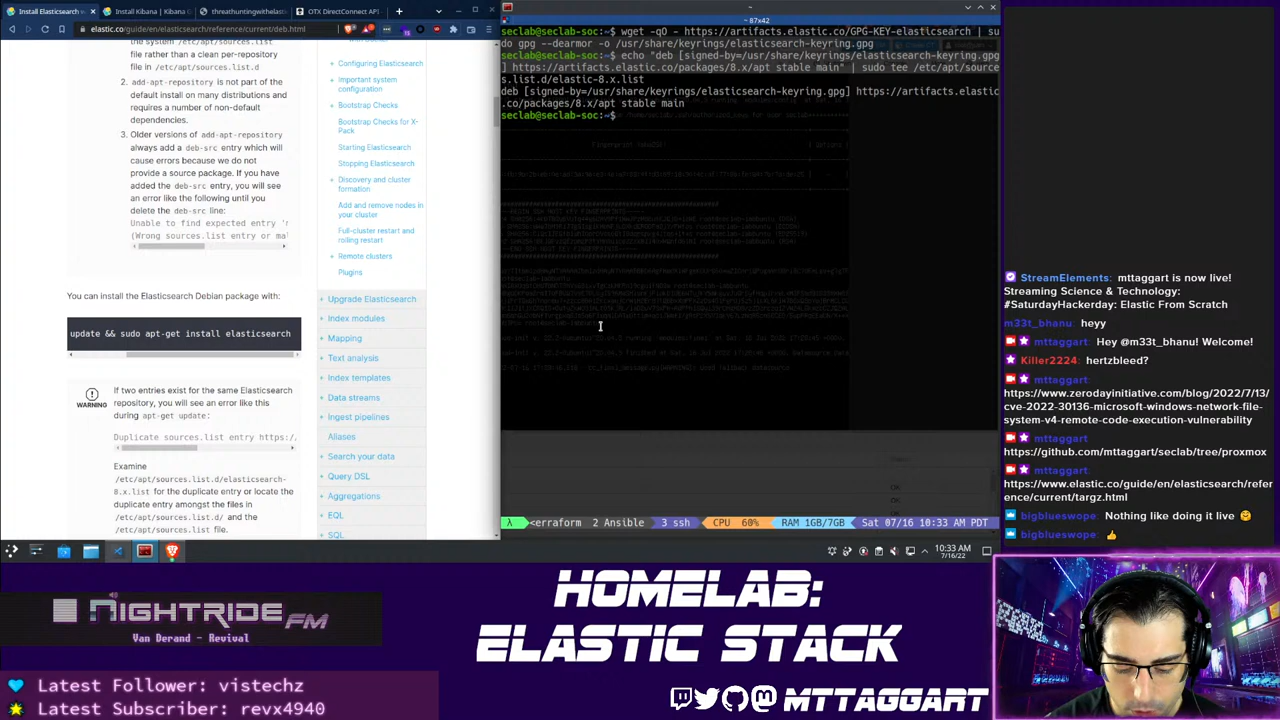 Install Elasticsearch v
Install Kibana | Kibana G
threathuntingwithelast
OTX DirectConnect API
elastic.co/guide/en/elasticsearch/reference/current/deb.html
the system /etc/apt/sources.list
file rather than a clean per-repository
file in /etc/apt/sources.list.d
2. add-apt-repository is not part of the
default install on many distributions and
requires a number of non-default
dependencies.
3. Older versions of add-apt-repository
always add a deb-src entry which will
cause errors because we do not
provide a source package. If you have
added the deb-src entry, you will see
an error like the following until you
delete the deb-src line:
Unable to find expected entry 'm
(Wrong sources.list entry or mal
You can install the Elasticsearch Debian package with:
update && sudo apt-get install elasticsearch
WARNING
If two entries exist for the same Elasticsearch
repository, you will see an error like this
during apt-get update:
Duplicate sources.list entry https:/
Examine
/etc/apt/sources.list.d/elasticsearch-
8.x.list for the duplicate entry or locate the
duplicate entry amongst the files in
/etc/apt/sources.list.d/ and the
/etc/apt/sources.list file.
Configuring Elasticsearch
Important system
configuration
Bootstrap Checks
Bootstrap Checks for X-
Pack
Starting Elasticsearch
Stopping Elasticsearch
Discovery and cluster
formation
Add and remove nodes in
your cluster
Full-cluster restart and
rolling restart
Remote clusters
Plugins
Upgrade Elasticsearch
Index modules
Mapping
Text analysis
Index templates
Data streams
Ingest pipelines
Aliases
Search your data
Query DSL
Aggregations
EQL
SQL
~ 87x42
seclab@seclab-soc:~$ wget -qO - https://artifacts.elastic.co/GPG-KEY-elasticsearch | su
do gpg --dearmor -o /usr/share/keyrings/elasticsearch-keyring.gpg
seclab@seclab-soc:~$ echo "deb [signed-by=/usr/share/keyrings/elasticsearch-keyring.gpg
] https://artifacts.elastic.co/packages/8.x/apt stable main" | sudo tee /etc/apt/source
s.list.d/elastic-8.x.list
deb [signed-by=/usr/share/keyrings/elasticsearch-keyring.gpg] https://artifacts.elastic
.co/packages/8.x/apt stable main
seclab@seclab-soc:~$
λ <erraform 2 Ansible 3 ssh CPU 60% RAM 1GB/7GB Sat 07/16 10:33 AM PDT
10:33 AM
7/16/22
StreamElements: mttaggart is now live!
Streaming Science & Technology:
#SaturdayHackerday: Elastic From Scratch
m33t_bhanu: heyy
mttaggart: Hey @m33t_bhanu! Welcome!
Killer2224: hertzbleed?
mttaggart:
https://www.zerodayinitiative.com/blog/2022/7/13/
cve-2022-30136-microsoft-windows-network-file-
system-v4-remote-code-execution-vulnerability
mttaggart:
https://github.com/mttaggart/seclab/tree/proxmox
mttaggart:
https://www.elastic.co/guide/en/elasticsearch/refer
ence/current/targz.html
bigblueswope: Nothing like doing it live 🤗
bigblueswope: 👍
NIGHTRIDE FM
Van Derand - Revival
HOMELAB:
ELASTIC STACK
Latest Follower: vistechz
Latest Subscriber: revx4940
MTTAGGART